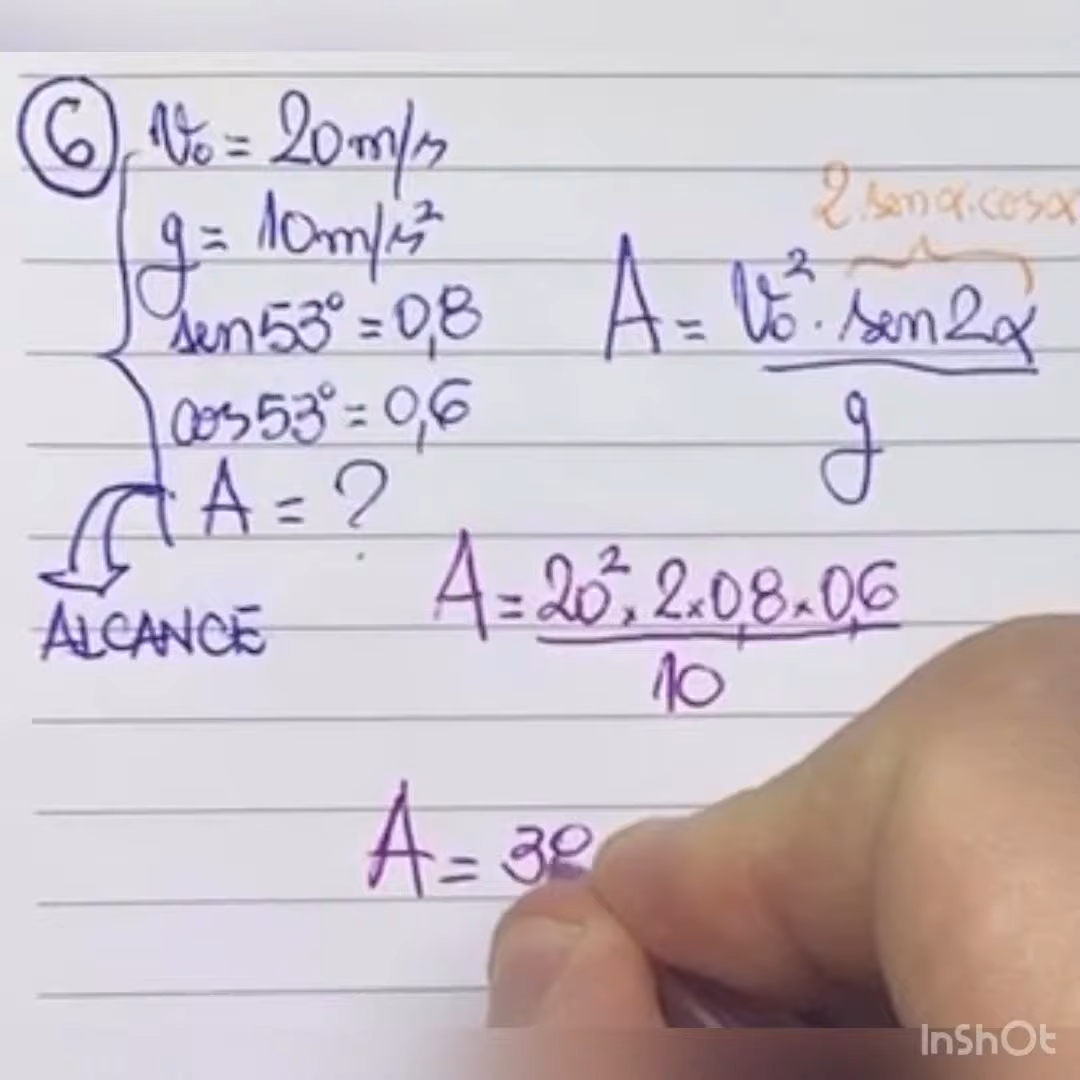 6
V₀ = 20m/s
g = 10m/s²
sen53° = 0,8
cos53° = 0,6
A = ?
ALCANCE
2.senα.cosα
A = V₀² . sen2α
g
A = 20² x 2x0,8x0,6
10
A = 38
InShOt